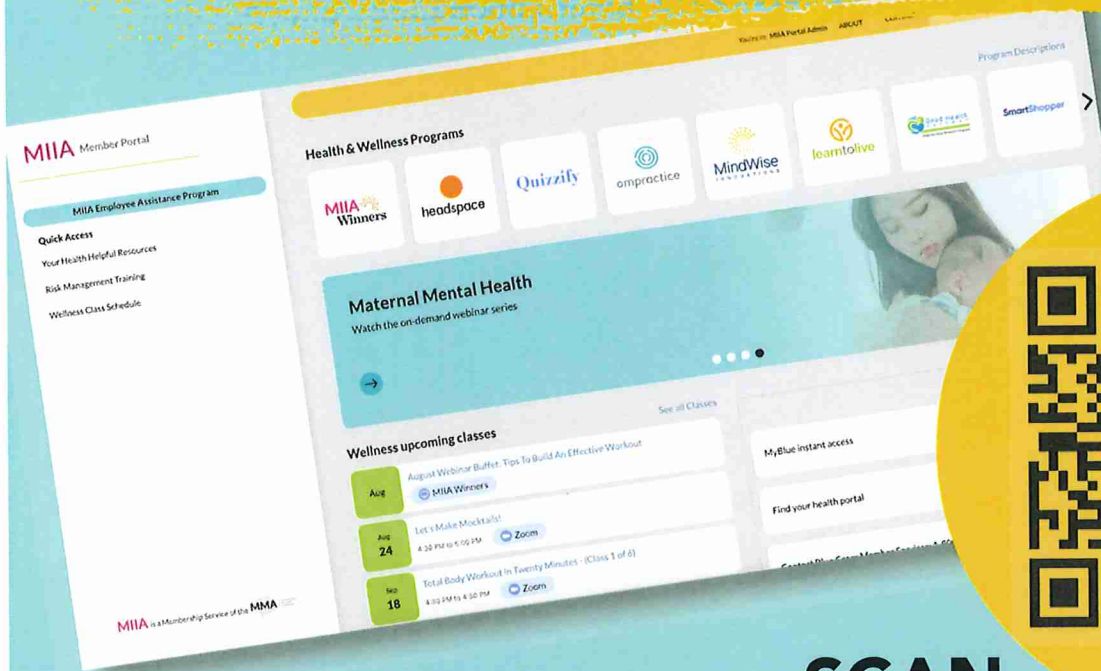 MIIA Portal Admin
ABOUT
MIIA Member Portal
MIIA Employee Assistance Program
Quick Access
Your Health Helpful Resources
Risk Management Training
Wellness Class Schedule
MIIA is a Membership Service of the MMA
Health & Wellness Programs
Program Descriptions
MIIA Winners
headspace
Quizzify
ompractice
MindWise
INNOVATIONS
learntolive
Good Health
SmartShopper
Maternal Mental Health
Watch the on-demand webinar series
Wellness upcoming classes
See all Classes
Aug
August Webinar Buffet: Tips To Build An Effective Workout
MIIA Winners
Aug
24
Let's Make Mocktails!
4:30 PM to 5:00 PM
Zoom
Sep
18
Total Body Workout In Twenty Minutes - (Class 1 of 6)
4:00 PM to 4:30 PM
Zoom
MyBlue instant access
Find your health portal
SCAN